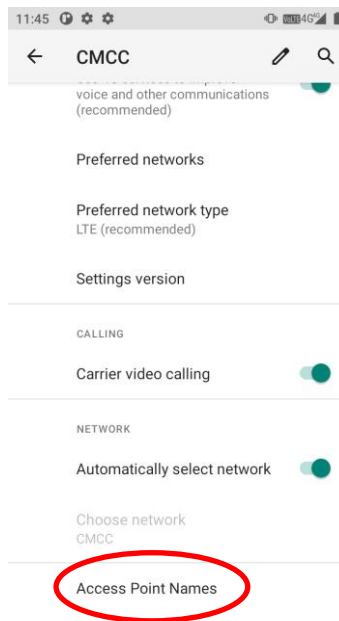 11:45 4G
CMCC
voice and other communications
(recommended)
Preferred networks
Preferred network type
LTE (recommended)
Settings version
CALLING
Carrier video calling
NETWORK
Automatically select network
Choose network
CMCC
Access Point Names